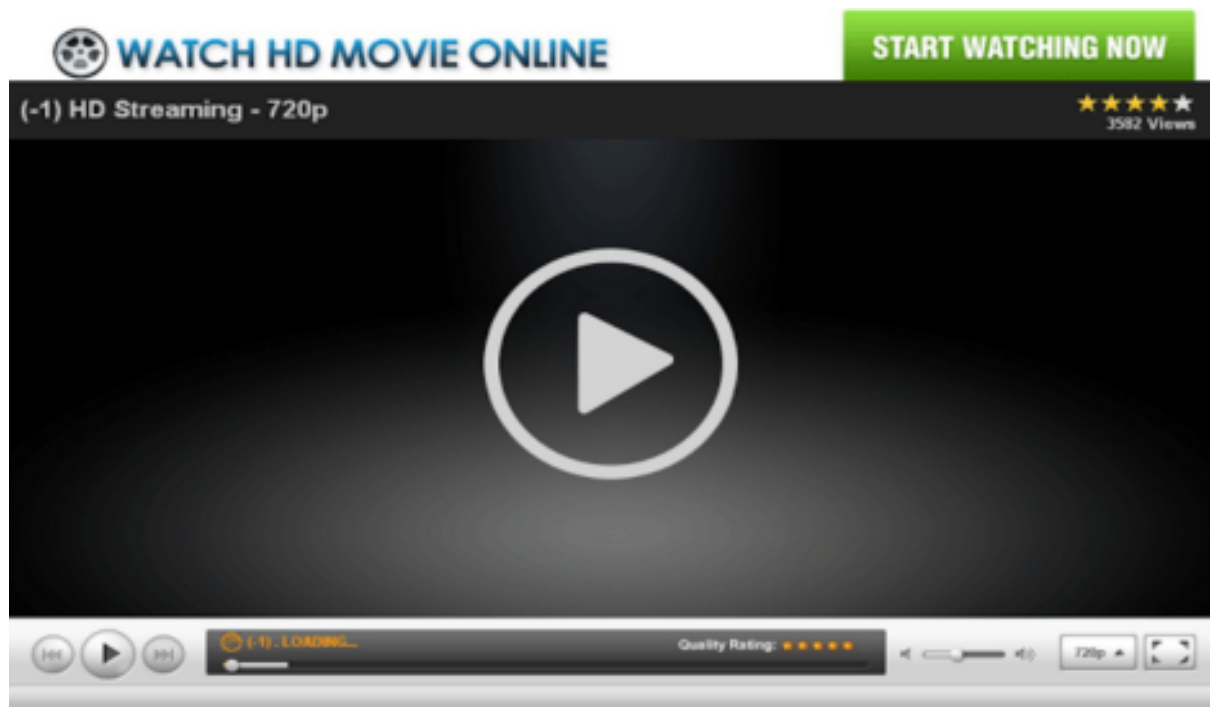 WATCH HD MOVIE ONLINE
START WATCHING NOW
(-1) HD Streaming - 720p
3582 Views
(-1) . LOADING...
Quality Rating:
720p